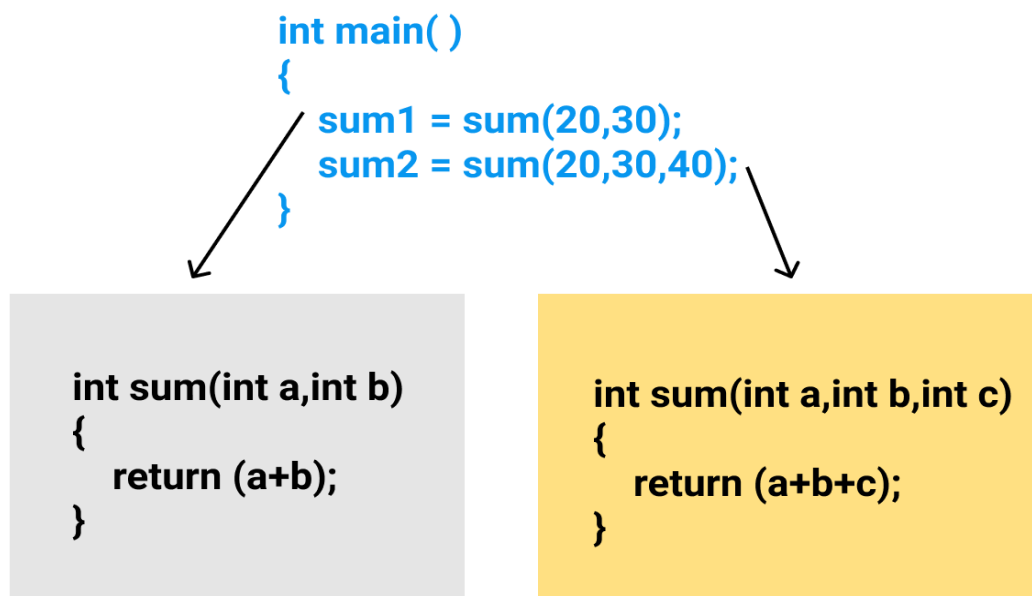 int main( )
{
sum1 = sum(20,30);
sum2 = sum(20,30,40);
}
int sum(int a,int b)
{
return (a+b);
}
int sum(int a,int b,int c)
{
return (a+b+c);
}